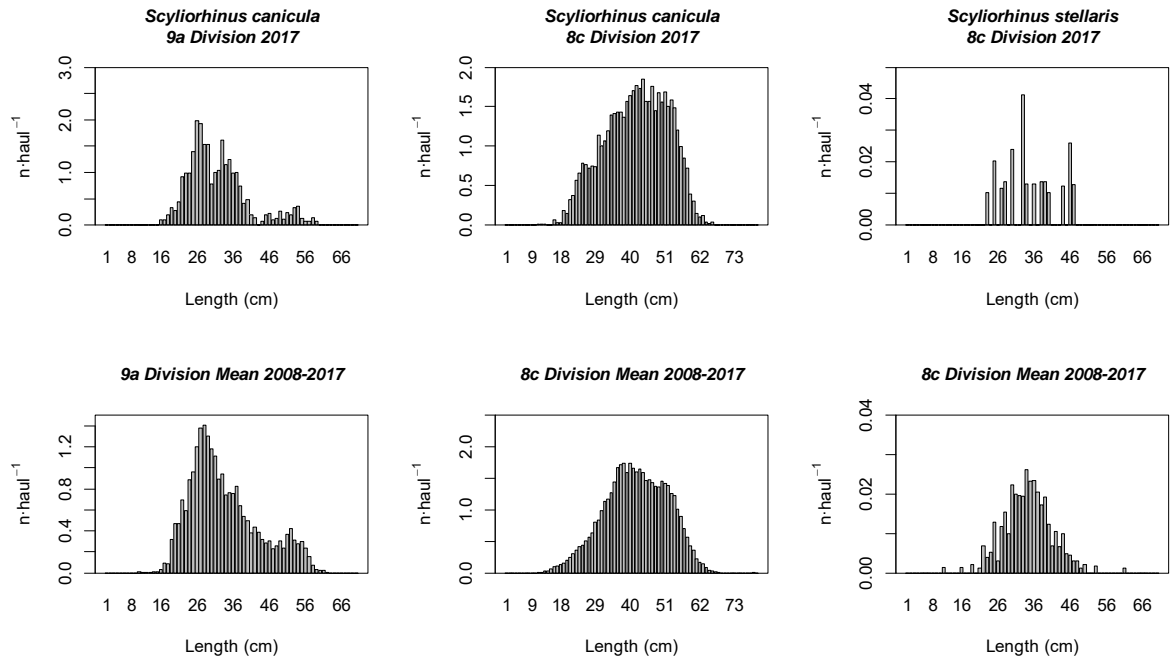 Scyliorhinus canicula
9a Division 2017
n·haul⁻¹
0.0 1.0 2.0 3.0
1 8 16 26 36 46 56 66
Length (cm)
Scyliorhinus canicula
8c Division 2017
n·haul⁻¹
0.0 0.5 1.0 1.5 2.0
1 9 18 29 40 51 62 73
Length (cm)
Scyliorhinus stellaris
8c Division 2017
n·haul⁻¹
0.00 0.02 0.04
1 8 16 26 36 46 56 66
Length (cm)
9a Division Mean 2008-2017
n·haul⁻¹
0.0 0.4 0.8 1.2
1 8 16 26 36 46 56 66
Length (cm)
8c Division Mean 2008-2017
n·haul⁻¹
0.0 1.0 2.0
1 9 18 29 40 51 62 73
Length (cm)
8c Division Mean 2008-2017
n·haul⁻¹
0.00 0.02 0.04
1 8 16 26 36 46 56 66
Length (cm)